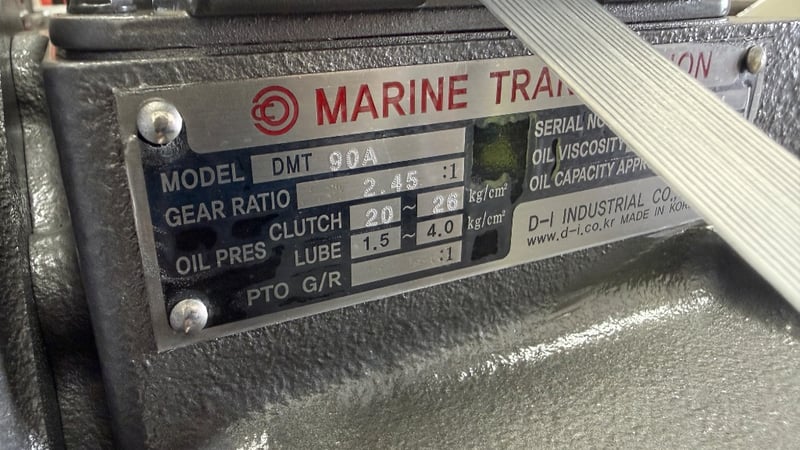 MARINE TRAN ION
MODEL DMT 90A
GEAR RATIO 2.45 :1
OIL PRES CLUTCH 20 ~ 26 kg/cm²
LUBE 1.5 ~ 4.0 kg/cm²
PTO G/R :1
SERIAL NO
OIL VISCOSITY
OIL CAPACITY APPR
D-I INDUSTRIAL CO.,
www.d-i.co.kr MADE IN KOR